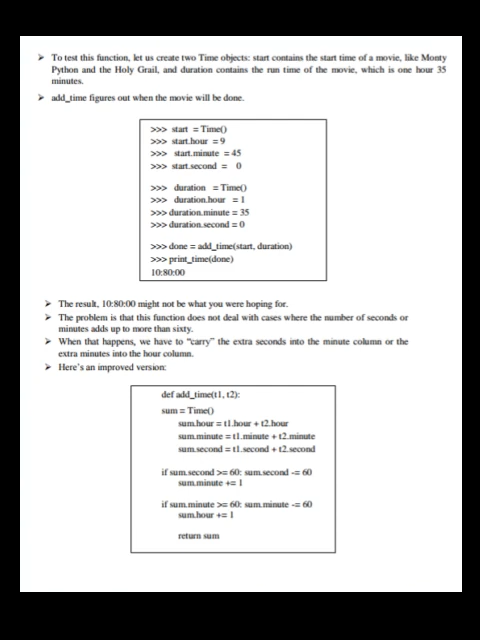 ➢ To test this function, let us create two Time objects: start contains the start time of a movie, like Monty
Python and the Holy Grail, and duration contains the run time of the movie, which is one hour 35
minutes.
➢ add_time figures out when the movie will be done.
>>> start = Time()
>>> start.hour = 9
>>> start.minute = 45
>>> start.second = 0
>>> duration = Time()
>>> duration.hour = 1
>>> duration.minute = 35
>>> duration.second = 0
>>> done = add_time(start, duration)
>>> print_time(done)
10:80:00
➢ The result, 10:80:00 might not be what you were hoping for.
➢ The problem is that this function does not deal with cases where the number of seconds or
minutes adds up to more than sixty.
➢ When that happens, we have to “carry” the extra seconds into the minute column or the
extra minutes into the hour column.
➢ Here’s an improved version:
def add_time(t1, t2):
sum = Time()
sum.hour = t1.hour + t2.hour
sum.minute = t1.minute + t2.minute
sum.second = t1.second + t2.second
if sum.second >= 60: sum.second -= 60
sum.minute += 1
if sum.minute >= 60: sum.minute -= 60
sum.hour += 1
return sum